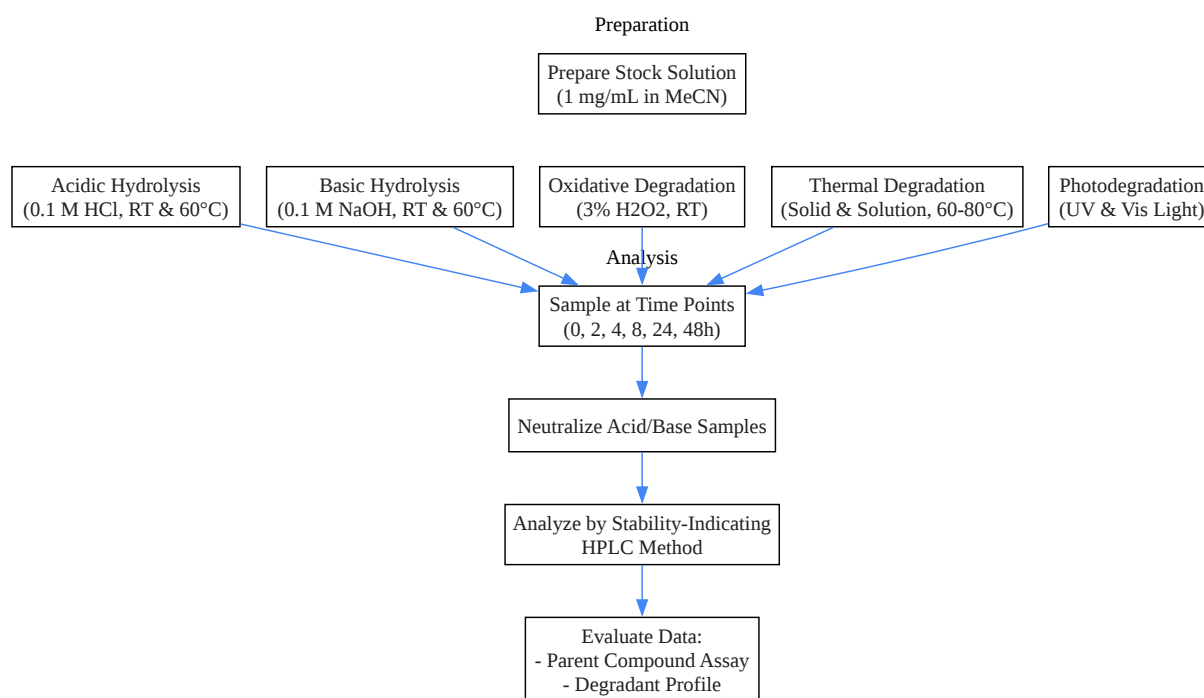 Preparation
Prepare Stock Solution
(1 mg/mL in MeCN)
Acidic Hydrolysis
(0.1 M HCl, RT & 60°C)
Basic Hydrolysis
(0.1 M NaOH, RT & 60°C)
Oxidative Degradation
(3% H2O2, RT)
Thermal Degradation
(Solid & Solution, 60-80°C)
Photodegradation
(UV & Vis Light)
Analysis
Sample at Time Points
(0, 2, 4, 8, 24, 48h)
Neutralize Acid/Base Samples
Analyze by Stability-Indicating
HPLC Method
Evaluate Data:
- Parent Compound Assay
- Degradant Profile